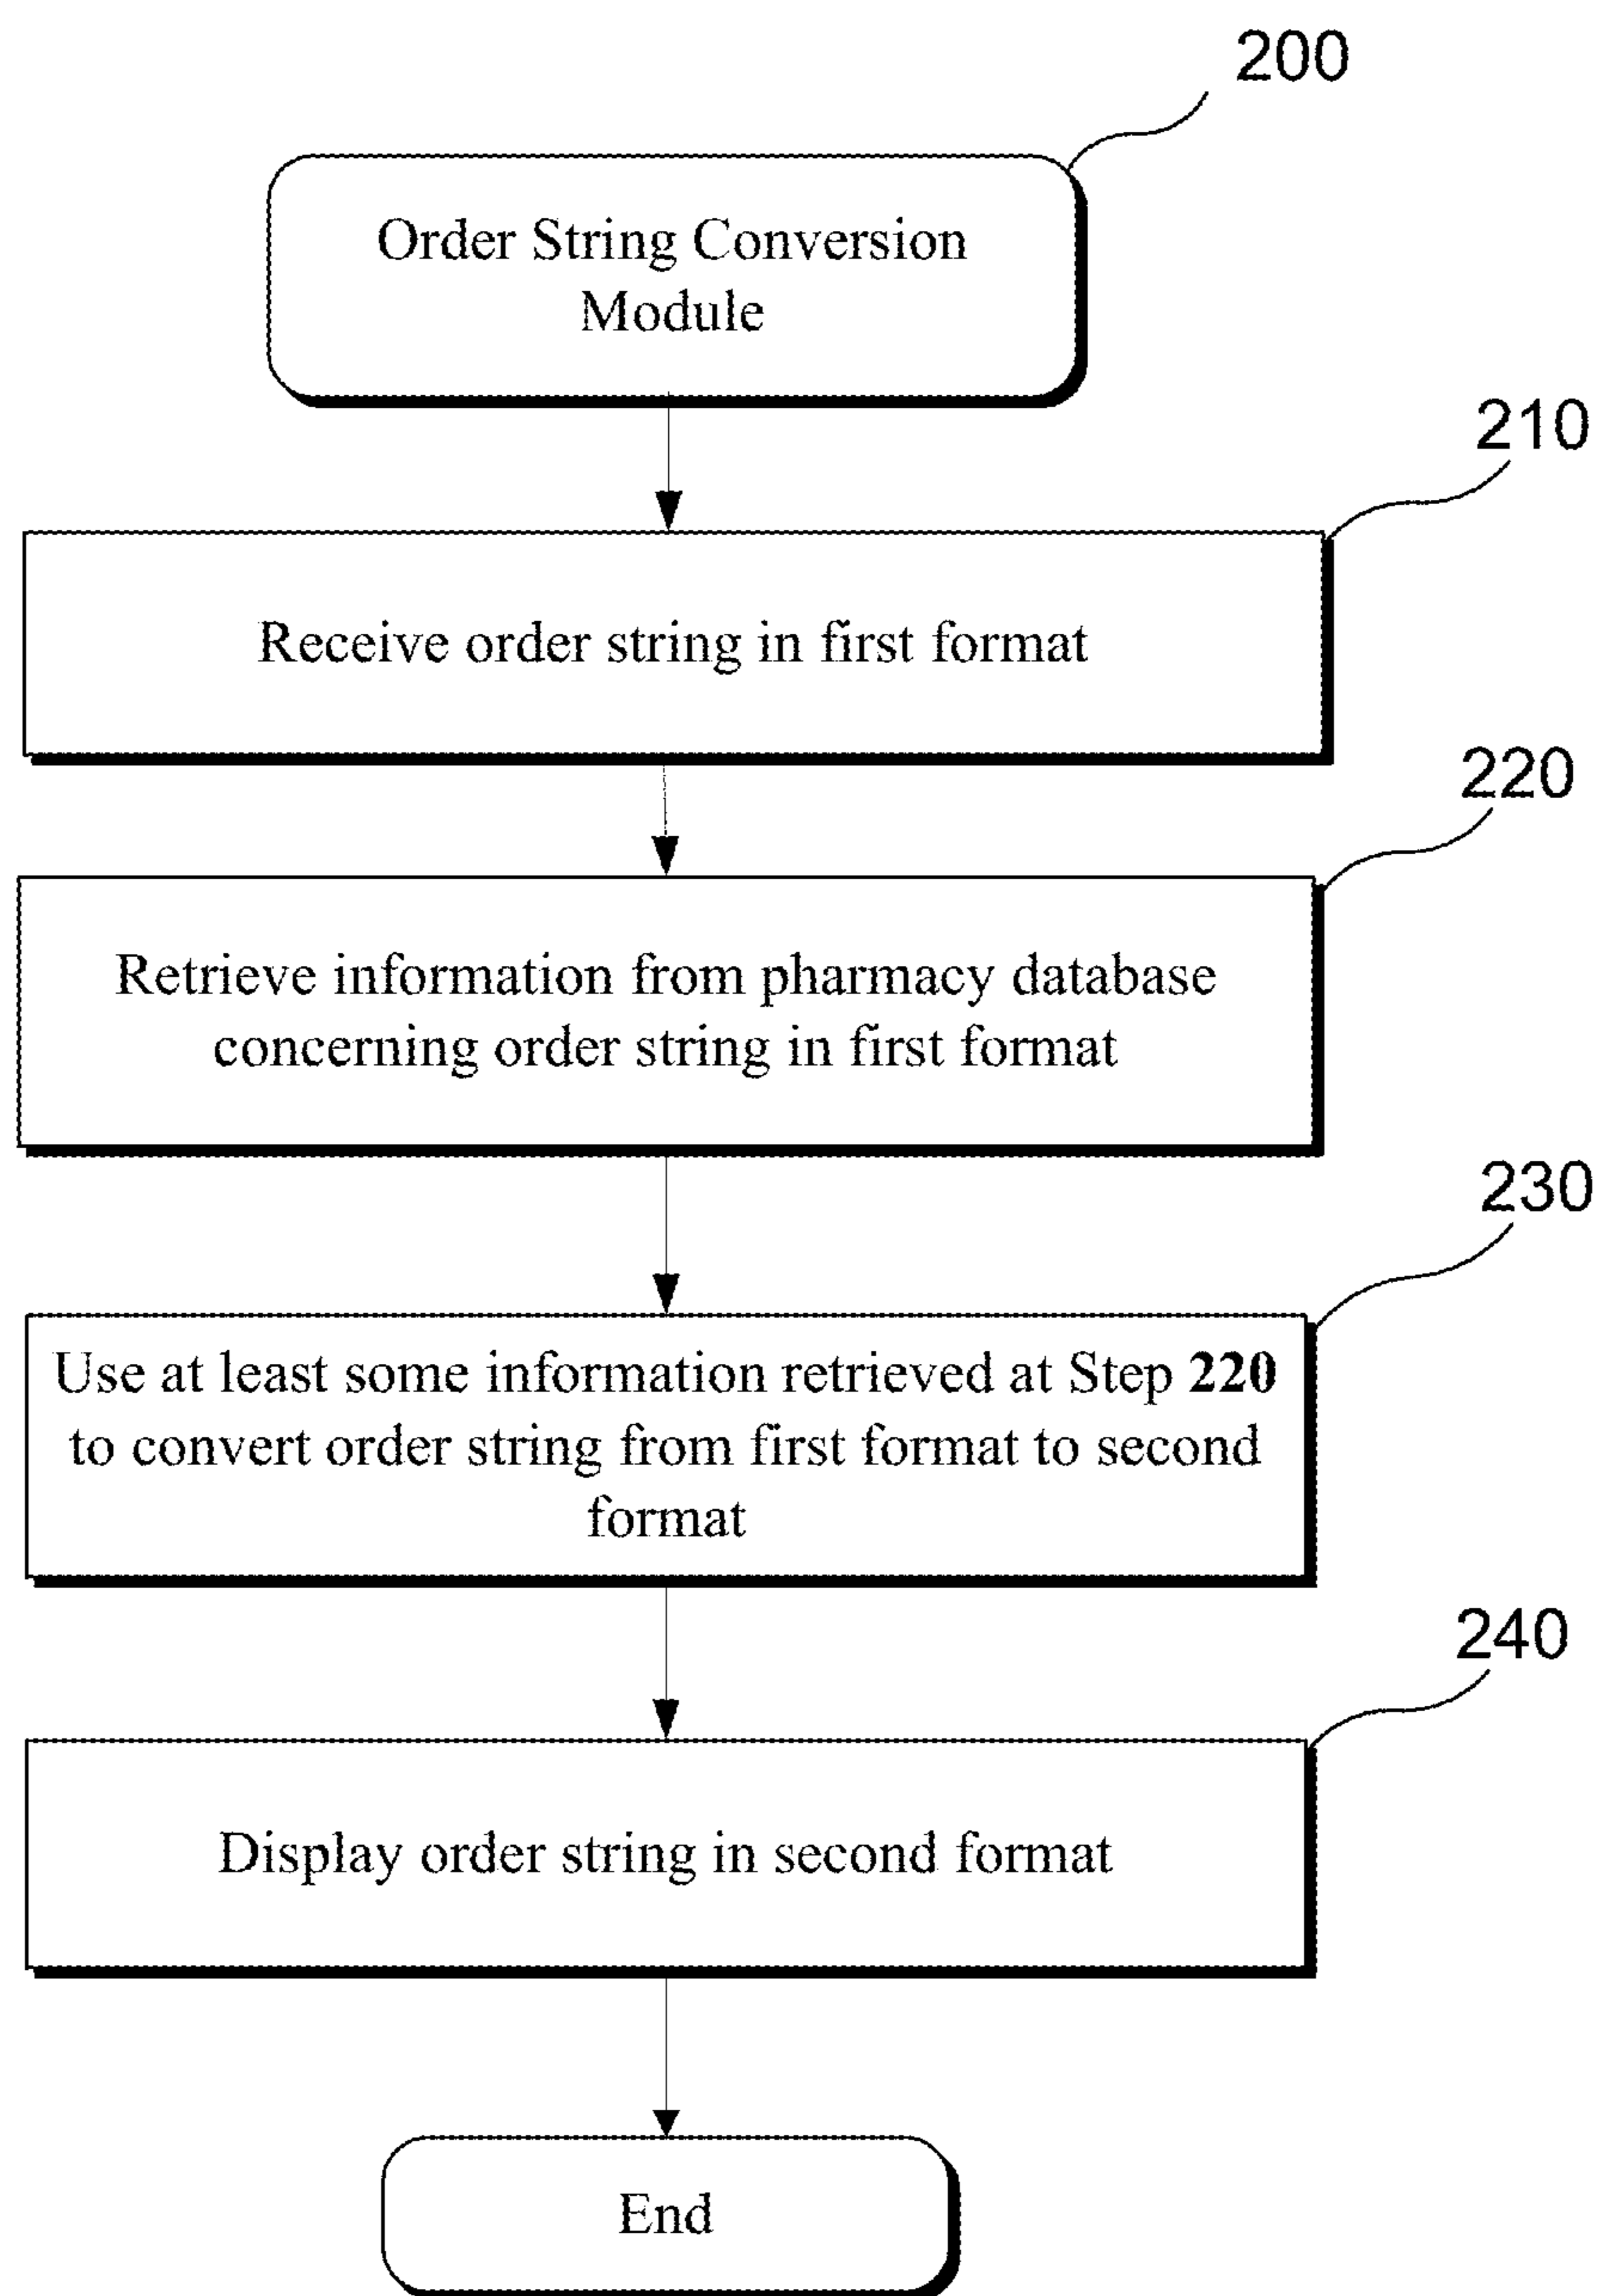 200
Order String Conversion
Module
210
Receive order string in first format
220
Retrieve information from pharmacy database
concerning order string in first format
230
Use at least some information retrieved at Step 220
to convert order string from first format to second
format
240
Display order string in second format
End